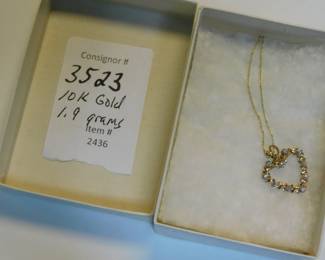 Consignor #
3523
10K Gold
1.9 grams
Item #
2436